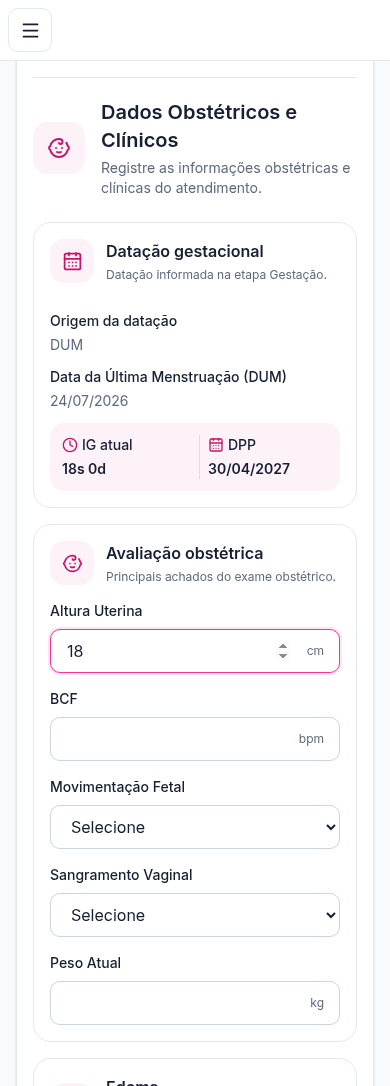 Dados Obstétricos e
Clínicos
Registre as informações obstétricas e
clínicas do atendimento.
Datação gestacional
Datação informada na etapa Gestação.
Origem da datação
DUM
Data da Última Menstruação (DUM)
24/07/2026
IG atual
18s 0d
DPP
30/04/2027
Avaliação obstétrica
Principais achados do exame obstétrico.
Altura Uterina
18
cm
BCF
bpm
Movimentação Fetal
Selecione
Sangramento Vaginal
Selecione
Peso Atual
kg